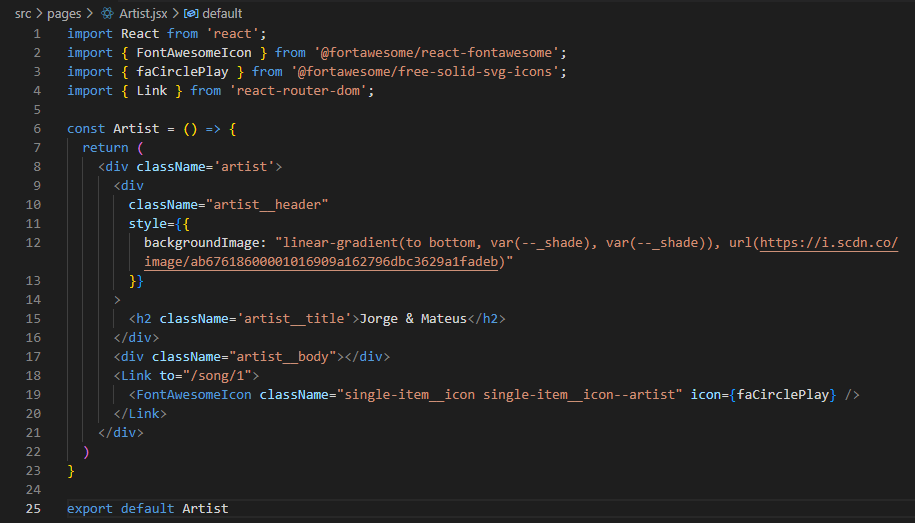 src > pages > Artist.jsx > default
1 import React from 'react';
2 import { FontAwesomeIcon } from '@fortawesome/react-fontawesome';
3 import { faCirclePlay } from '@fortawesome/free-solid-svg-icons';
4 import { Link } from 'react-router-dom';
5
6 const Artist = () => {
7   return (
8     <div className='artist'>
9       <div
10         className="artist__header"
11         style={{
12           backgroundImage: "linear-gradient(to bottom, var(--_shade), var(--_shade)), url(https://i.scdn.co/
image/ab67618600001016909a162796dbc3629a1fadeb)"
13         }}
14       >
15         <h2 className='artist__title'>Jorge & Mateus</h2>
16       </div>
17       <div className="artist__body"></div>
18       <Link to="/song/1">
19         <FontAwesomeIcon className="single-item__icon single-item__icon--artist" icon={faCirclePlay} />
20       </Link>
21     </div>
22   )
23 }
24
25 export default Artist